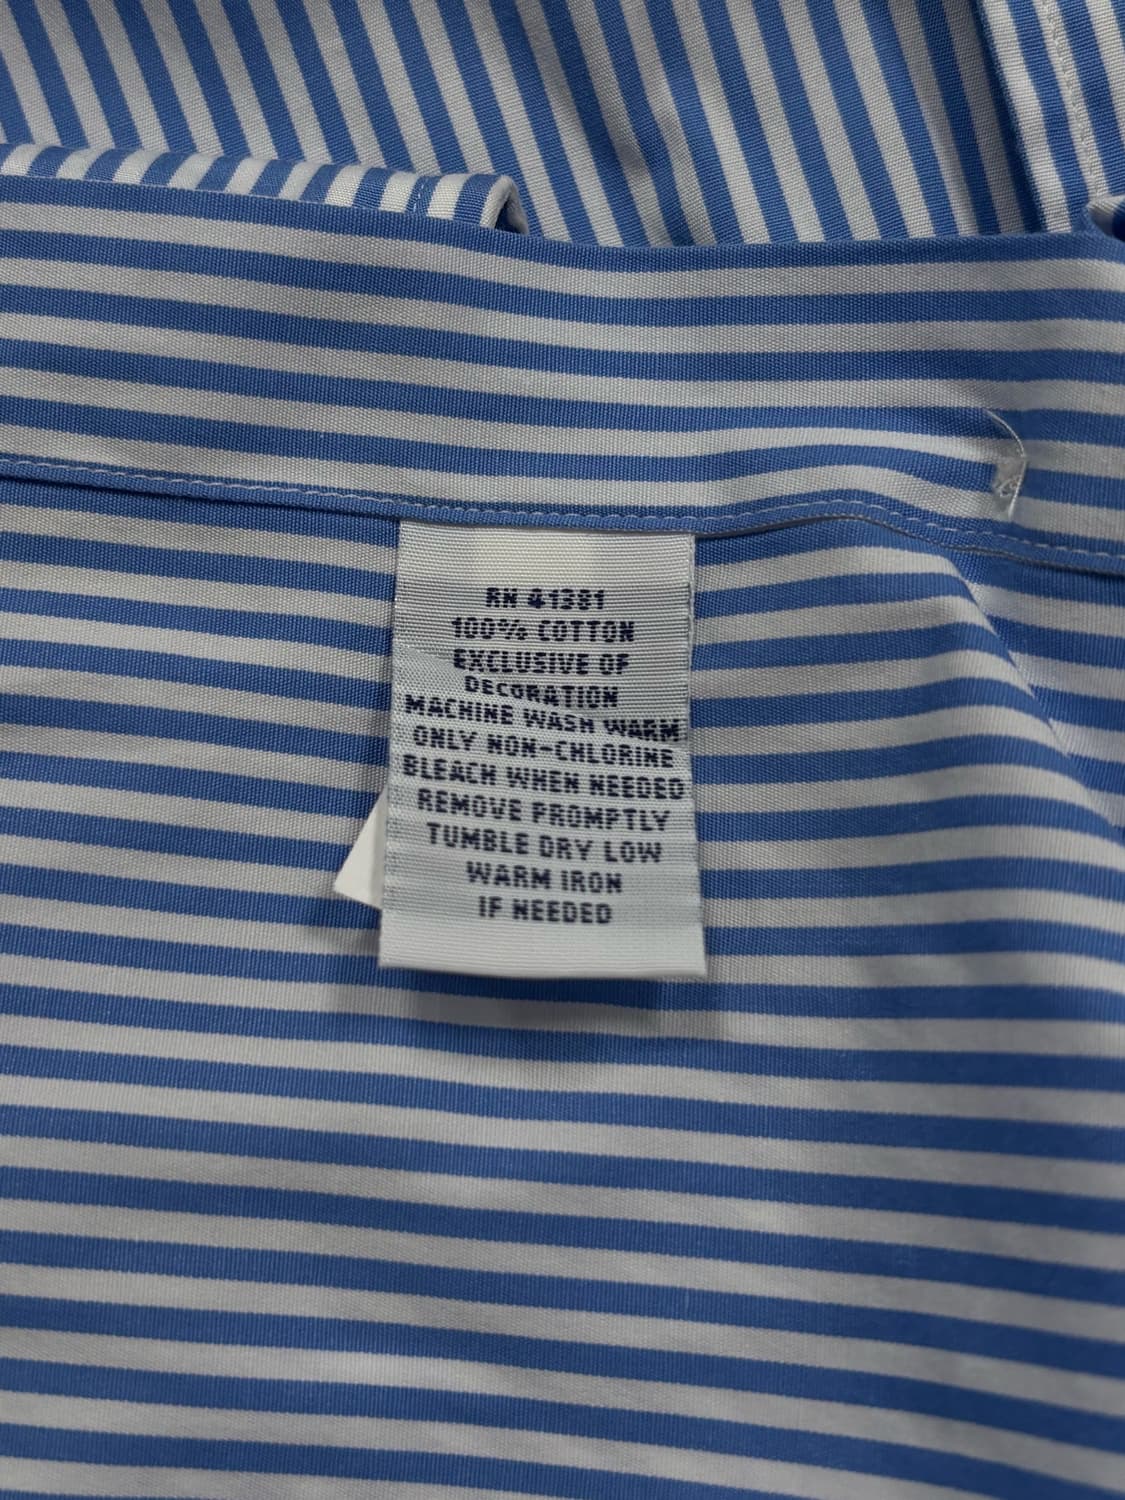 RN 41381
100% COTTON
EXCLUSIVE OF
DECORATION
MACHINE WASH WARM
ONLY NON-CHLORINE
BLEACH WHEN NEEDED
REMOVE PROMPTLY
TUMBLE DRY LOW
WARM IRON
IF NEEDED